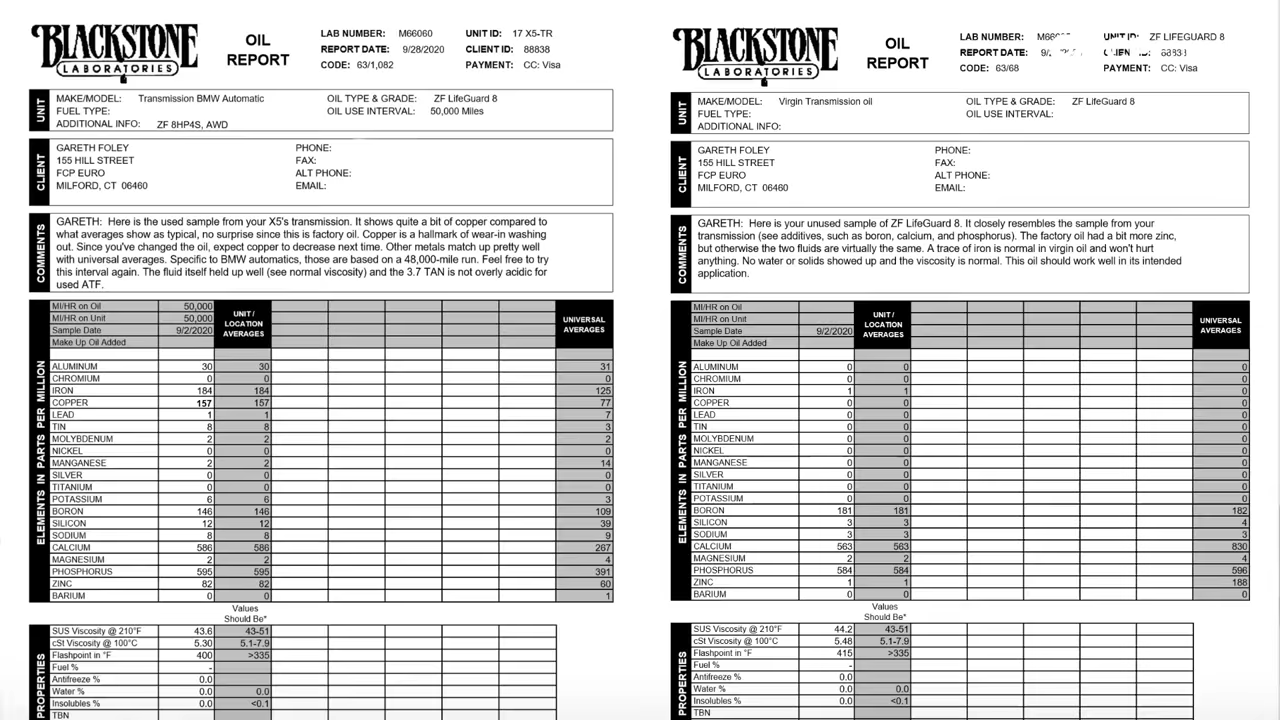 BLACKSTONE
LABORATORIES
OIL
REPORT
LAB NUMBER: M66060
REPORT DATE: 9/28/2020
CODE: 63/1,082
UNIT ID: 17 X5-TR
CLIENT ID: 88838
PAYMENT: CC: Visa
UNIT
MAKE/MODEL: Transmission BMW Automatic
FUEL TYPE:
ADDITIONAL INFO: ZF 8HP4S, AWD
OIL TYPE & GRADE: ZF LifeGuard 8
OIL USE INTERVAL: 50,000 Miles
CLIENT
GARETH FOLEY
155 HILL STREET
FCP EURO
MILFORD, CT 06460
PHONE:
FAX:
ALT PHONE:
EMAIL:
COMMENTS
GARETH: Here is the used sample from your X5's transmission. It shows quite a bit of copper compared to
what averages show as typical, no surprise since this is factory oil. Copper is a hallmark of wear-in washing
out. Since you've changed the oil, expect copper to decrease next time. Other metals match up pretty well
with universal averages. Specific to BMW automatics, those are based on a 48,000-mile run. Feel free to try
this interval again. The fluid itself held up well (see normal viscosity) and the 3.7 TAN is not overly acidic for
used ATF.
MI/HR on Oil 50,000
MI/HR on Unit 50,000
Sample Date 9/2/2020
Make Up Oil Added
UNIT /
LOCATION
AVERAGES
UNIVERSAL
AVERAGES
ELEMENTS IN PARTS PER MILLION
ALUMINUM 30 30 31
CHROMIUM 0 0 0
IRON 184 184 125
COPPER 157 157 77
LEAD 1 1 7
TIN 8 8 3
MOLYBDENUM 2 2 2
NICKEL 0 0 0
MANGANESE 2 2 14
SILVER 0 0 0
TITANIUM 0 0 0
POTASSIUM 6 6 3
BORON 146 146 109
SILICON 12 12 39
SODIUM 8 8 9
CALCIUM 586 586 267
MAGNESIUM 2 2 4
PHOSPHORUS 595 595 391
ZINC 82 82 60
BARIUM 0 0 1
Values
Should Be*
PROPERTIES
SUS Viscosity @ 210°F 43.6 43-51
cSt Viscosity @ 100°C 5.30 5.1-7.9
Flashpoint in °F 400 >335
Fuel % -
Antifreeze % 0.0
Water % 0.0 0.0
Insolubles % 0.0 <0.1
TBN
BLACKSTONE
LABORATORIES
OIL
REPORT
LAB NUMBER:
REPORT DATE:
CODE: 63/68
UNIT ID: ZF LIFEGUARD 8
CLIENT ID:
PAYMENT: CC: Visa
UNIT
MAKE/MODEL: Virgin Transmission oil
FUEL TYPE:
ADDITIONAL INFO:
OIL TYPE & GRADE: ZF LifeGuard 8
OIL USE INTERVAL:
CLIENT
GARETH FOLEY
155 HILL STREET
FCP EURO
MILFORD, CT 06460
PHONE:
FAX:
ALT PHONE:
EMAIL:
COMMENTS
GARETH: Here is your unused sample of ZF LifeGuard 8. It closely resembles the sample from your
transmission (see additives, such as boron, calcium, and phosphorus). The factory oil had a bit more zinc,
but otherwise the two fluids are virtually the same. A trace of iron is normal in virgin oil and won't hurt
anything. No water or solids showed up and the viscosity is normal. This oil should work well in its intended
application.
MI/HR on Oil
MI/HR on Unit
Sample Date 9/2/2020
Make Up Oil Added
UNIT /
LOCATION
AVERAGES
UNIVERSAL
AVERAGES
ELEMENTS IN PARTS PER MILLION
ALUMINUM 0 0 0
CHROMIUM 0 0 0
IRON 1 1 0
COPPER 0 0 0
LEAD 0 0 0
TIN 0 0 0
MOLYBDENUM 0 0 0
NICKEL 0 0 0
MANGANESE 0 0 0
SILVER 0 0 0
TITANIUM 0 0 0
POTASSIUM 0 0 0
BORON 181 181 182
SILICON 3 3 4
SODIUM 3 3 3
CALCIUM 563 563 830
MAGNESIUM 2 2 4
PHOSPHORUS 584 584 596
ZINC 1 1 188
BARIUM 0 0 0
Values
Should Be*
PROPERTIES
SUS Viscosity @ 210°F 44.2 43-51
cSt Viscosity @ 100°C 5.48 5.1-7.9
Flashpoint in °F 415 >335
Fuel % -
Antifreeze % 0.0
Water % 0.0 0.0
Insolubles % 0.0 <0.1
TBN